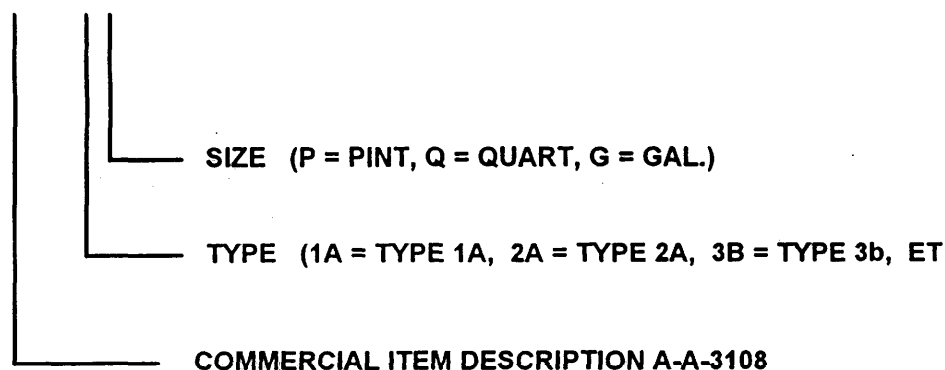 SIZE (P = PINT, Q = QUART, G = GAL.)
TYPE (1A = TYPE 1A, 2A = TYPE 2A, 3B = TYPE 3b, ET
COMMERCIAL ITEM DESCRIPTION A-A-3108